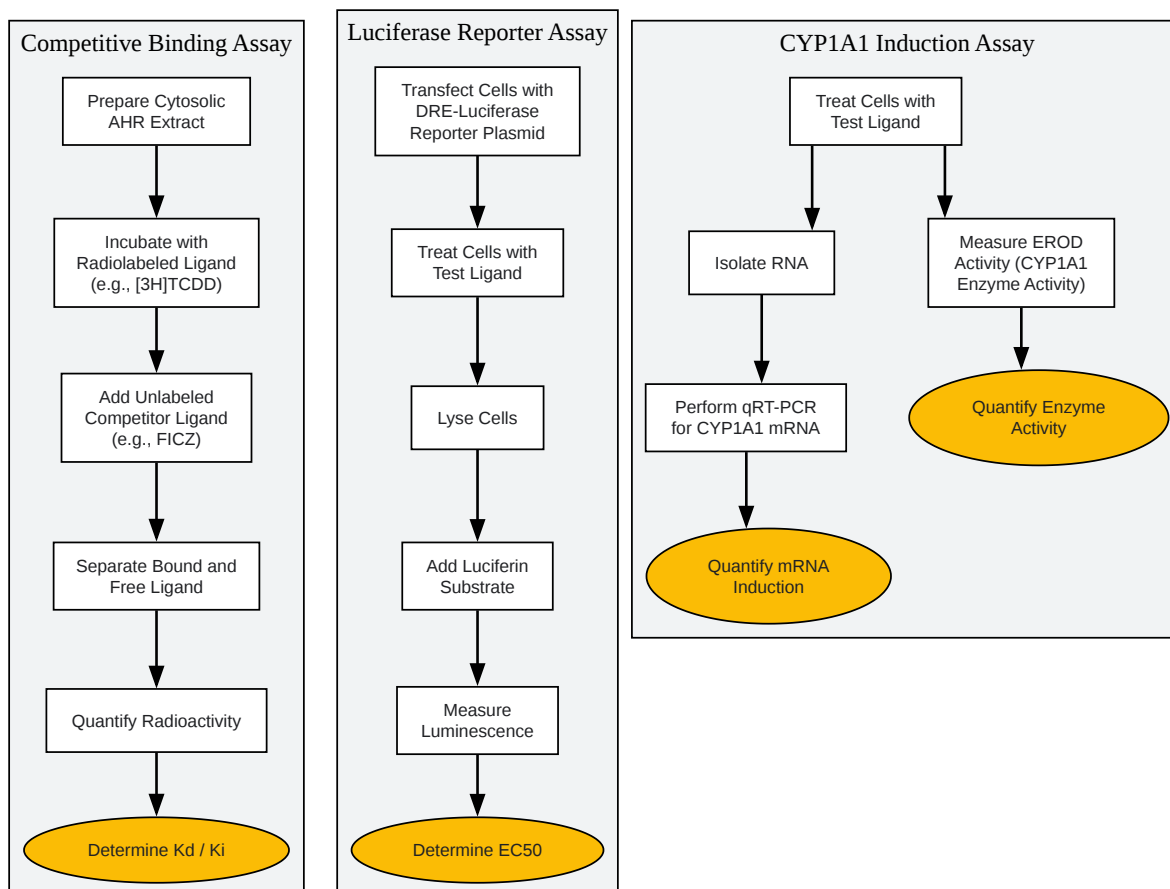 Competitive Binding Assay
Prepare Cytosolic
AHR Extract
Incubate with
Radiolabeled Ligand
(e.g., [3H]TCDD)
Add Unlabeled
Competitor Ligand
(e.g., FICZ)
Separate Bound and
Free Ligand
Quantify Radioactivity
Determine Kd / Ki
Luciferase Reporter Assay
Transfect Cells with
DRE-Luciferase
Reporter Plasmid
Treat Cells with
Test Ligand
Lyse Cells
Add Luciferin
Substrate
Measure
Luminescence
Determine EC50
CYP1A1 Induction Assay
Treat Cells with
Test Ligand
Isolate RNA
Perform qRT-PCR
for CYP1A1 mRNA
Quantify mRNA
Induction
Measure EROD
Activity (CYP1A1
Enzyme Activity)
Quantify Enzyme
Activity